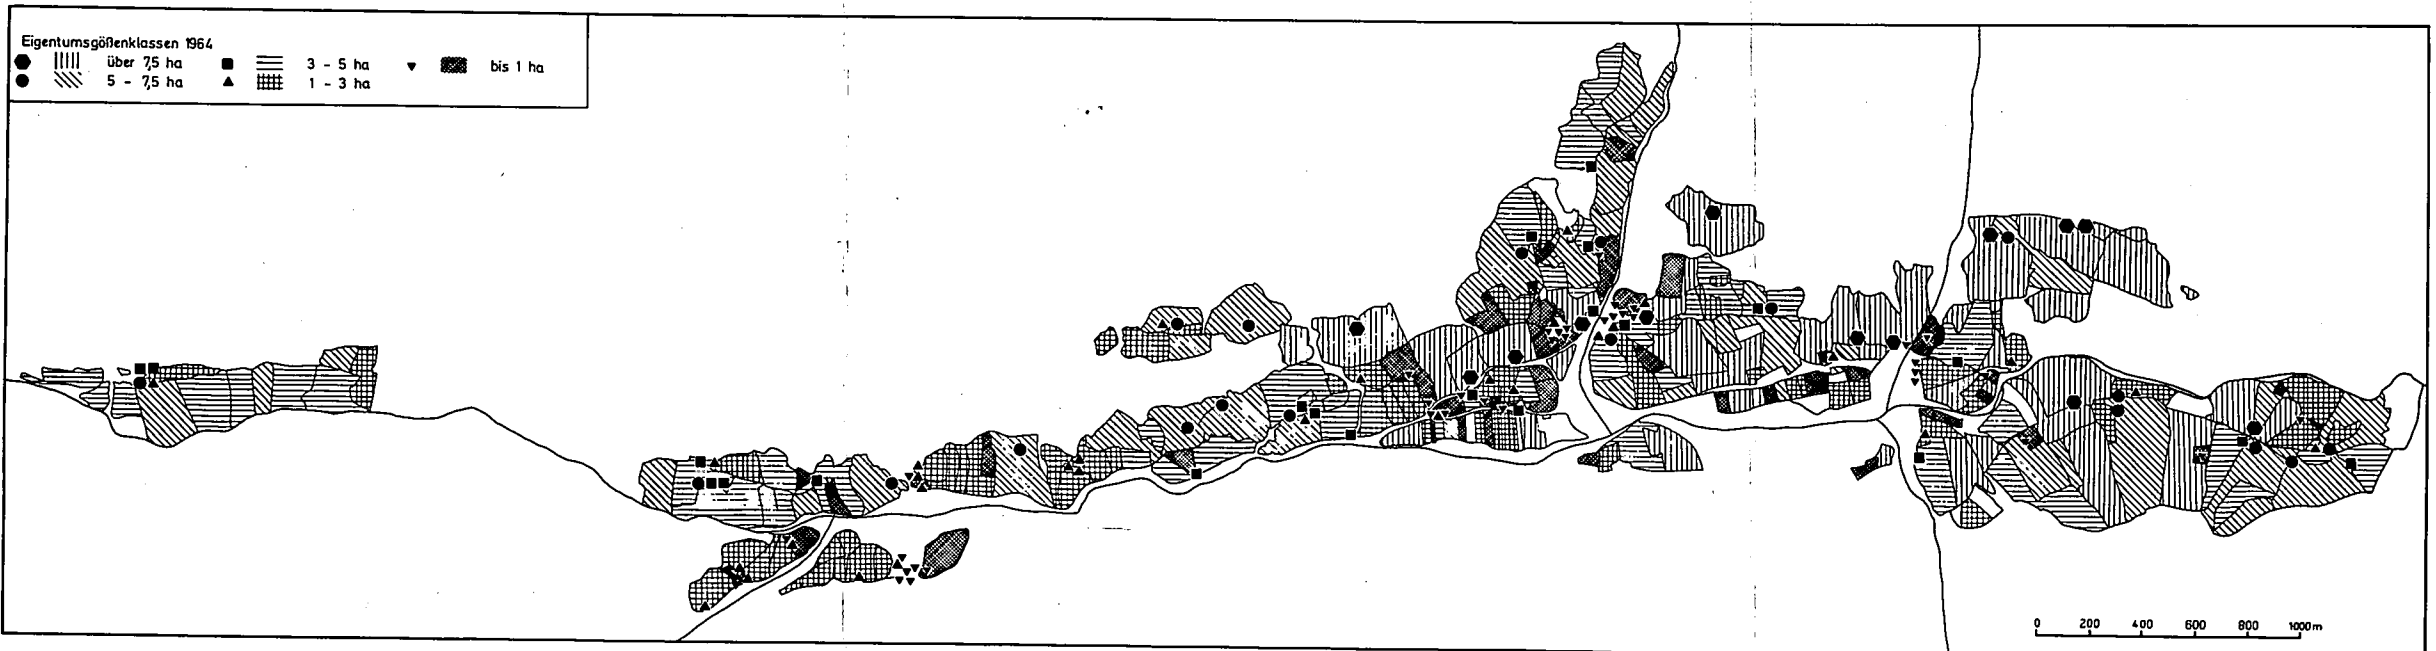 Eigentumsgößenklassen 1964
über 7,5 ha 3 - 5 ha bis 1 ha
5 - 7,5 ha 1 - 3 ha
0 200 400 600 800 1000 m